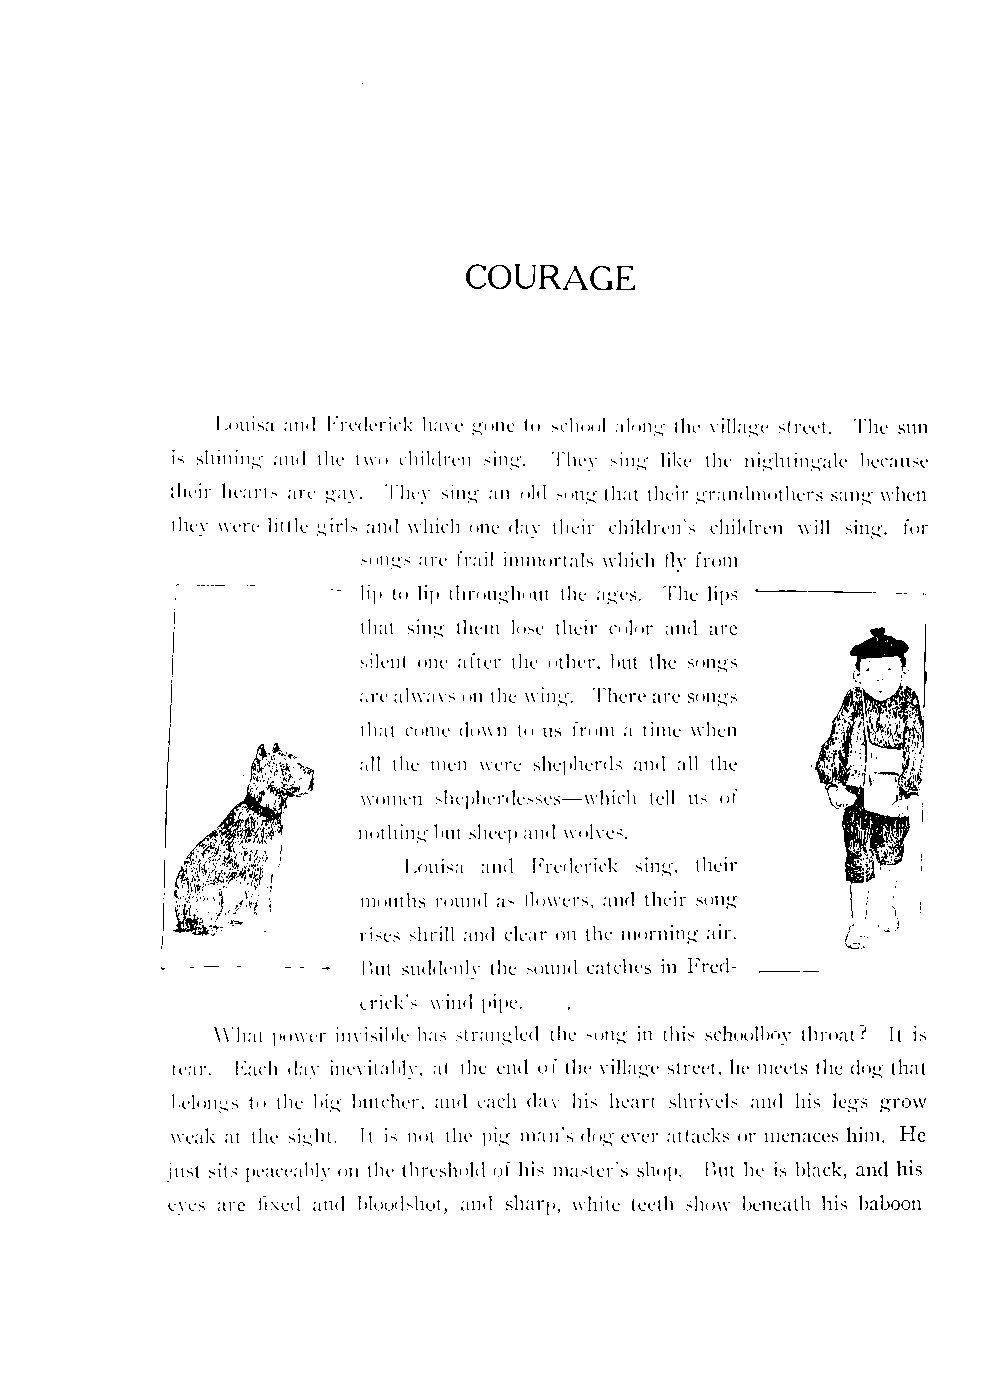 COURAGE
Louisa and Frederick have gone to school along the village street. The sun
is shining and the two children sing. They sing like the nightingale because
their hearts are gay. They sing an old song that their grandmothers sang when
they were little girls and which one day their children's children will sing, for
songs are frail immortals which fly from
lip to lip throughout the ages. The lips
that sing them lose their color and are
silent one after the other, but the songs
are always on the wing. There are songs
that come down to us from a time when
all the men were shepherds and all the
women shepherdesses—which tell us of
nothing but sheep and wolves.
Louisa and Frederick sing, their
mouths round as flowers, and their song
rises shrill and clear on the morning air.
But suddenly the sound catches in Fred-
erick's wind pipe.
What power invisible has strangled the song in this schoolboy throat? It is
tear. Each day inevitably, at the end of the village street, he meets the dog that
belongs to the big butcher, and each day his heart shrivels and his legs grow
weak at the sight. It is not the pig man's dog ever attacks or menaces him. He
just sits peaceably on the threshold of his master's shop. But he is black, and his
eyes are fixed and bloodshot, and sharp, white teeth show beneath his baboon